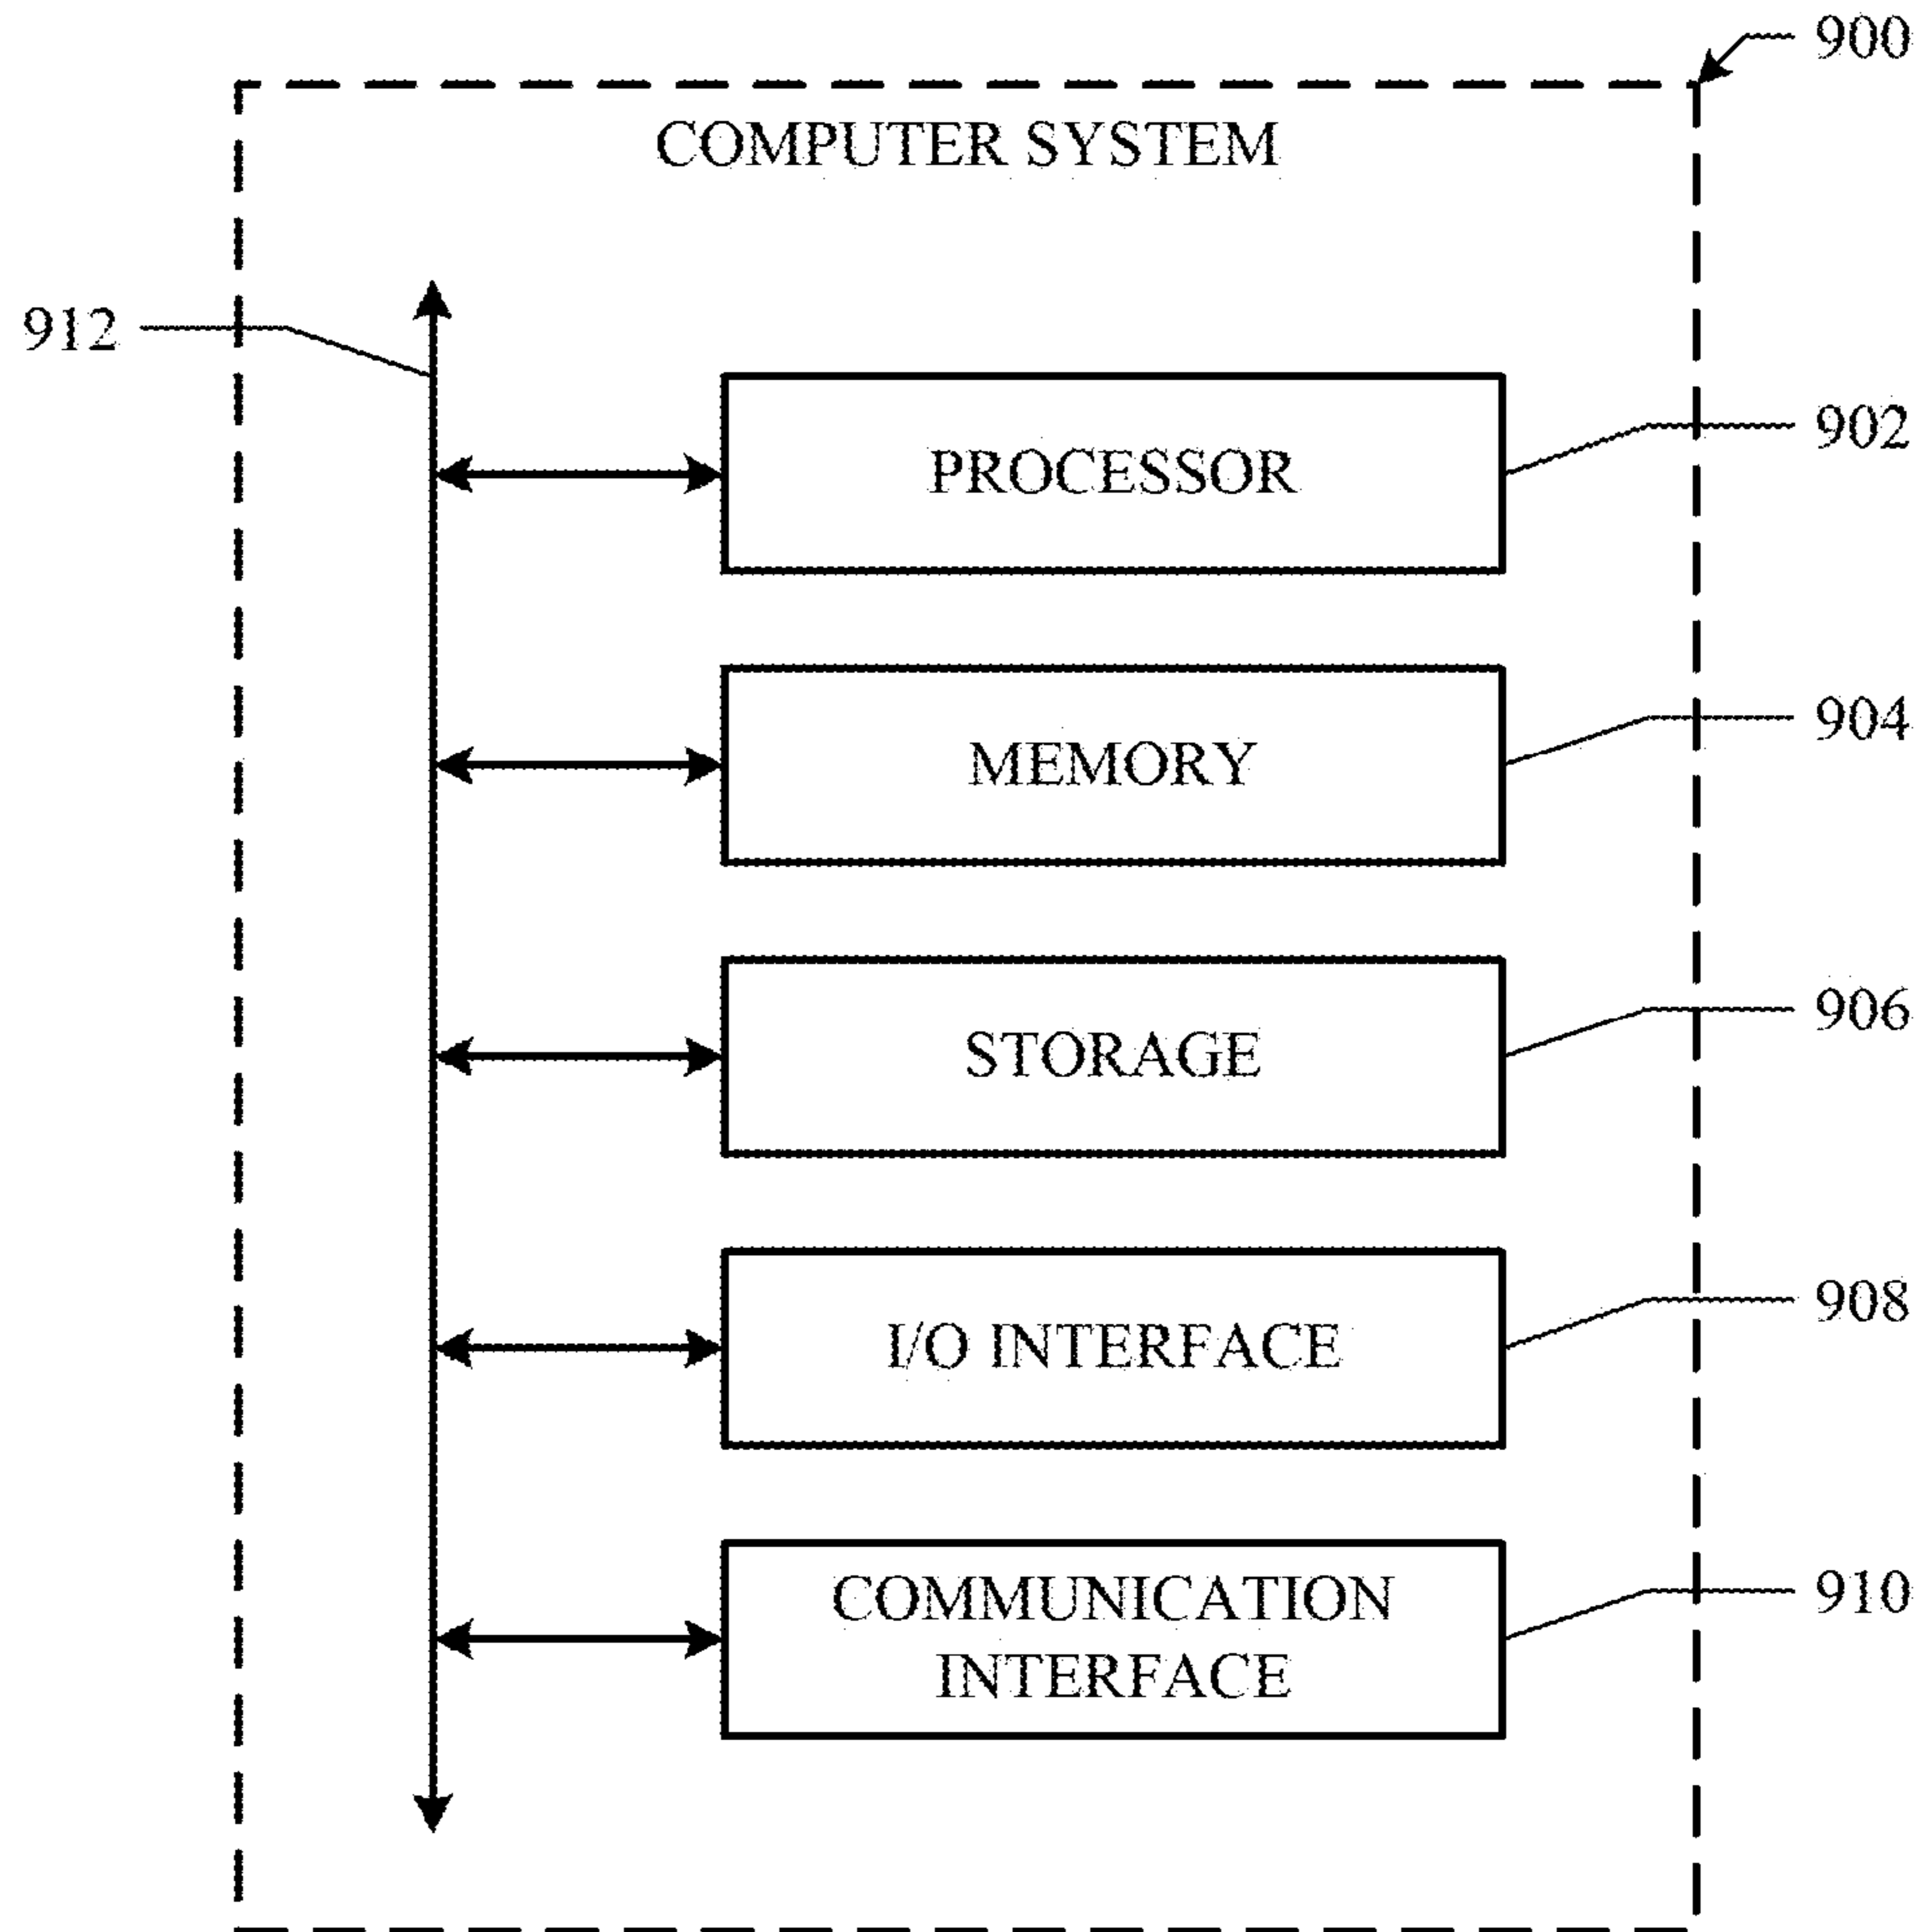 900
COMPUTER SYSTEM
912
902
PROCESSOR
904
MEMORY
906
STORAGE
908
I/O INTERFACE
910
COMMUNICATION
INTERFACE